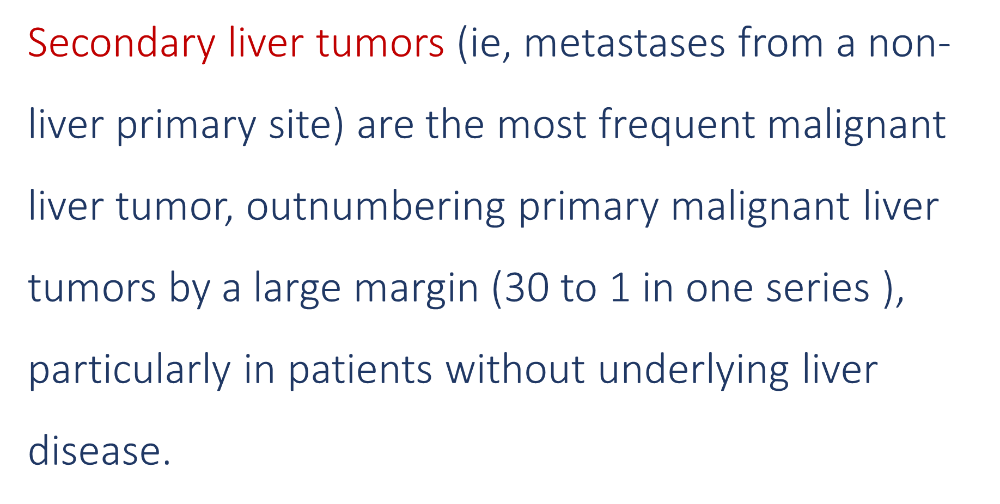 Secondary liver tumors (ie, metastases from a non-
liver primary site) are the most frequent malignant
liver tumor, outnumbering primary malignant liver
tumors by a large margin (30 to 1 in one series ),
particularly in patients without underlying liver
disease.